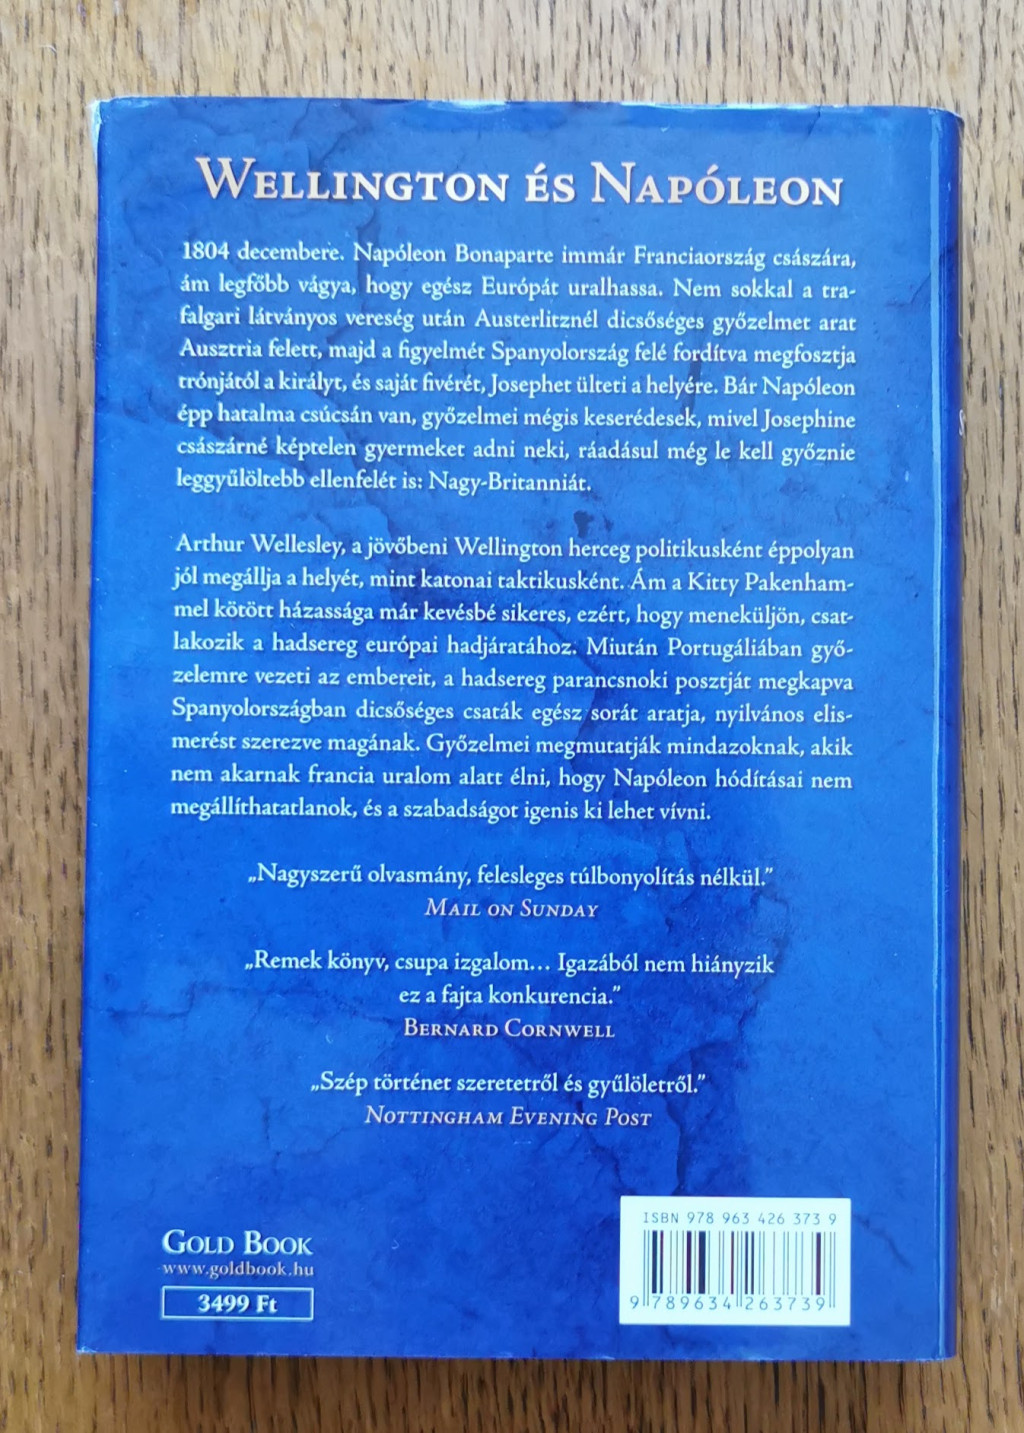 WELLINGTON ÉS NAPÓLEON
1804 decembere. Napóleon Bonaparte immár Franciaország császára,
ám legfőbb vágya, hogy egész Európát uralhassa. Nem sokkal a tra-
falgari látványos vereség után Austerlitznél dicsőséges győzelmet arat
Ausztria felett, majd a figyelmét Spanyolország felé fordítva megfosztja
trónjától a királyt, és saját fivérét, Josephet ülteti a helyére. Bár Napóleon
épp hatalma csúcsán van, győzelmei mégis keserédesek, mivel Josephine
császárné képtelen gyermeket adni neki, ráadásul még le kell győznie
leggyűlöltebb ellenfelét is: Nagy-Britanniát.
Arthur Wellesley, a jövőbeni Wellington herceg politikusként éppolyan
jól megállja a helyét, mint katonai taktikusként. Ám a Kitty Pakenham-
mel kötött házassága már kevésbé sikeres, ezért, hogy meneküljön, csat-
lakozik a hadsereg európai hadjáratához. Miután Portugáliában győ-
zelemre vezeti az embereit, a hadsereg parancsnoki posztját megkapva
Spanyolországban dicsőséges csaták egész sorát aratja, nyilvános elis-
merést szerezve magának. Győzelmei megmutatják mindazoknak, akik
nem akarnak francia uralom alatt élni, hogy Napóleon hódításai nem
megállíthatatlanok, és a szabadságot igenis ki lehet vívni.
„Nagyszerű olvasmány, felesleges túlbonyolítás nélkül.”
MAIL ON SUNDAY
„Remek könyv, csupa izgalom... Igazából nem hiányzik
ez a fajta konkurencia.”
BERNARD CORNWELL
„Szép történet szeretetről és gyűlöletről.”
NOTTINGHAM EVENING POST
GOLD BOOK
www.goldbook.hu
3499 Ft
ISBN 978 963 426 373 9
9 789634 263739